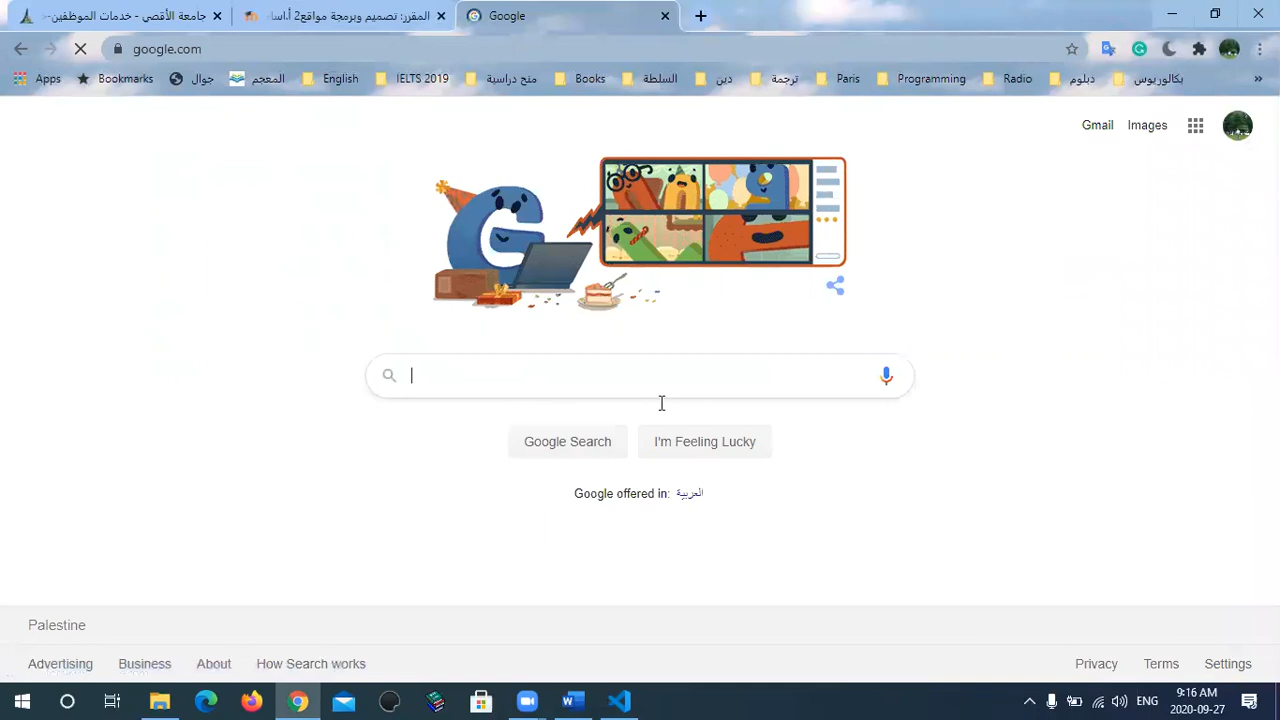 جامعة الأقصى - خدمات الموظفين-
المقرر: تصميم وبرمجة مواقع2 أ.اسا
Google
google.com
Apps
Bookmarks
جوال
المعجم
English
IELTS 2019
منح دراسية
Books
السلطة
دين
ترجمة
Paris
Programming
Radio
دبلوم
بكالوريوس
Gmail Images
Google Search
I'm Feeling Lucky
Google offered in: العربية
Palestine
Advertising Business About How Search works
Privacy Terms Settings
ENG
9:16 AM
2020-09-27